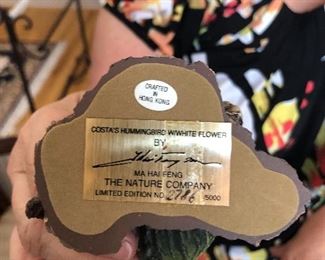 CRAFTED
IN
HONG KONG
COSTA'S HUMMINGBIRD W/WHITE FLOWER
BY
MA HAI FENG
THE NATURE COMPANY
LIMITED EDITION NO. 2786 /5000